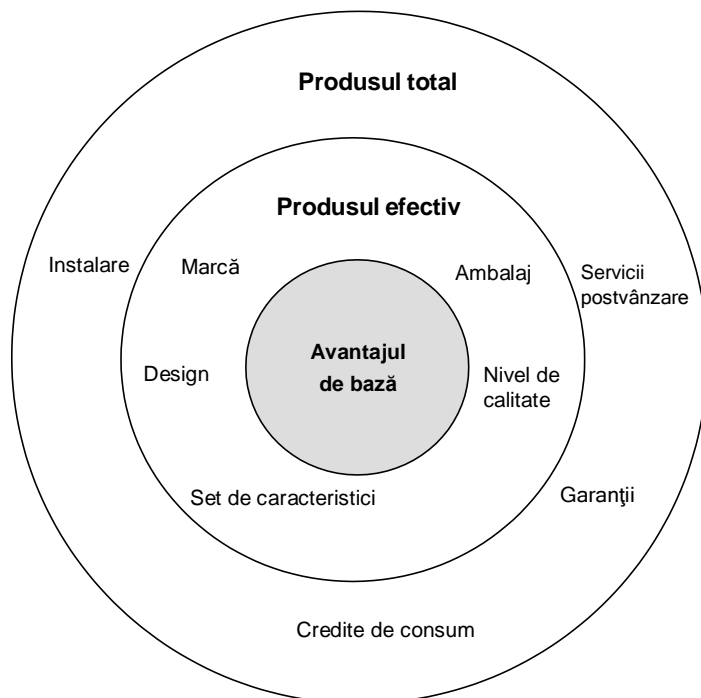 Produsul total
Produsul efectiv
Instalare
Marcă
Ambalaj
Servicii
postvânzare
Avantajul
de bază
Design
Nivel de
calitate
Set de caracteristici
Garanţii
Credite de consum